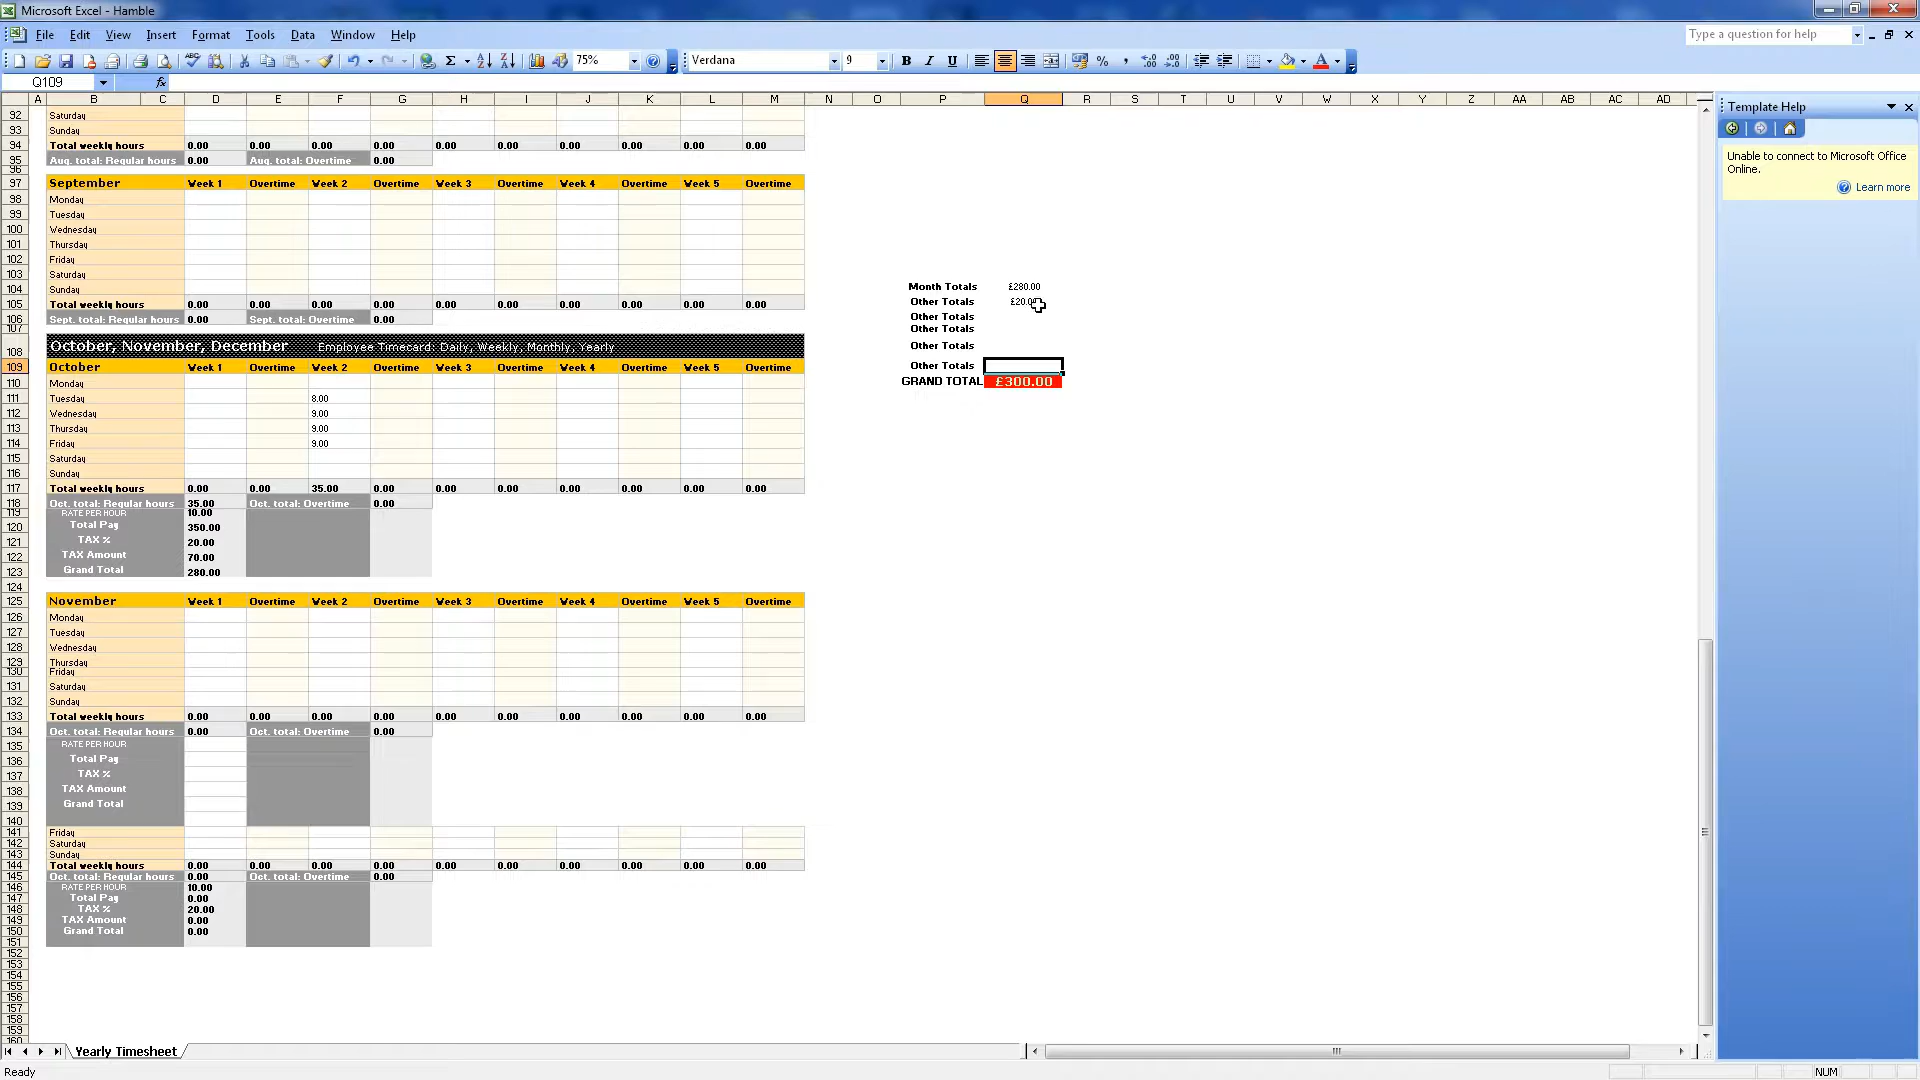 Microsoft Excel - Hamble
File Edit View Insert Format Tools Data Window Help Type a question for help
75% Verdana 9 B I U
Q109 fx
A B C D E F G H I J K L M N O P Q R S T U V W X Y Z AA AB AC AD
92 Saturday
93 Sunday
94 Total weekly hours 0.00 0.00 0.00 0.00 0.00 0.00 0.00 0.00 0.00 0.00
95 Aug. total: Regular hours 0.00 Aug. total: Overtime 0.00
96
97 September Week 1 Overtime Week 2 Overtime Week 3 Overtime Week 4 Overtime Week 5 Overtime
98 Monday
99 Tuesday
100 Wednesday
101 Thursday
102 Friday
103 Saturday Month Totals £280.00
104 Sunday
105 Total weekly hours 0.00 0.00 0.00 0.00 0.00 0.00 0.00 0.00 0.00 0.00 Other Totals
106 Sept. total: Regular hours 0.00 Sept. total: Overtime 0.00 Other Totals
107 Other Totals
108 October, November, December Employee Timecard: Daily, Weekly, Monthly, Yearly Other Totals
109 October Week 1 Overtime Week 2 Overtime Week 3 Overtime Week 4 Overtime Week 5 Overtime Other Totals
110 Monday GRAND TOTAL £300.00
111 Tuesday 8.00
112 Wednesday 9.00
113 Thursday 9.00
114 Friday 9.00
115 Saturday
116 Sunday
117 Total weekly hours 0.00 0.00 35.00 0.00 0.00 0.00 0.00 0.00 0.00 0.00
118 Oct. total: Regular hours 35.00 Oct. total: Overtime 0.00
119 RATE PER HOUR 10.00
120 Total Pay 350.00
121 TAX % 20.00
122 TAX Amount 70.00
123 Grand Total 280.00
124
125 November Week 1 Overtime Week 2 Overtime Week 3 Overtime Week 4 Overtime Week 5 Overtime
126 Monday
127 Tuesday
128 Wednesday
129 Thursday
130 Friday
131 Saturday
132 Sunday
133 Total weekly hours 0.00 0.00 0.00 0.00 0.00 0.00 0.00 0.00 0.00 0.00
134 Oct. total: Regular hours 0.00 Oct. total: Overtime 0.00
135 RATE PER HOUR
136 Total Pay
137 TAX %
138 TAX Amount
139 Grand Total
140
141 Friday
142 Saturday
143 Sunday
144 Total weekly hours 0.00 0.00 0.00 0.00 0.00 0.00 0.00 0.00 0.00 0.00
145 Oct. total: Regular hours 0.00 Oct. total: Overtime 0.00
146 RATE PER HOUR 10.00
147 Total Pay 0.00
148 TAX % 20.00
149 TAX Amount 0.00
150 Grand Total 0.00
151
152
153
154
155
156
157
158
159
160
Template Help
Unable to connect to Microsoft Office
Online.
Learn more
Yearly Timesheet
Ready NUM